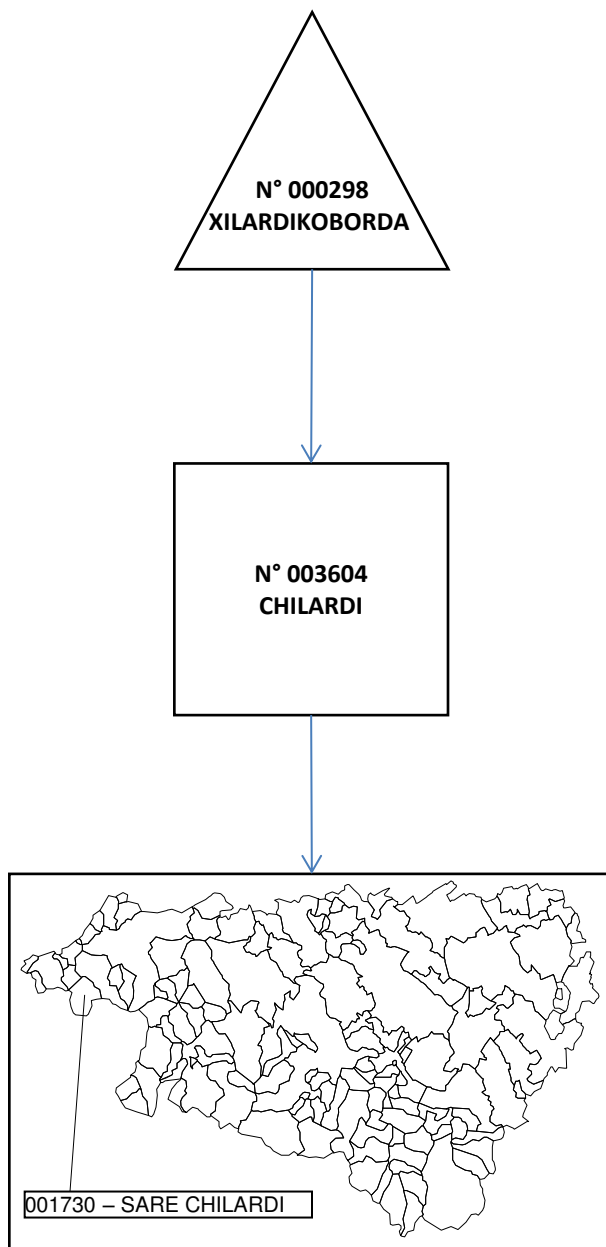 N° 000298
XILARDIKOBORDA
N° 003604
CHILARDI
001730 – SARE CHILARDI